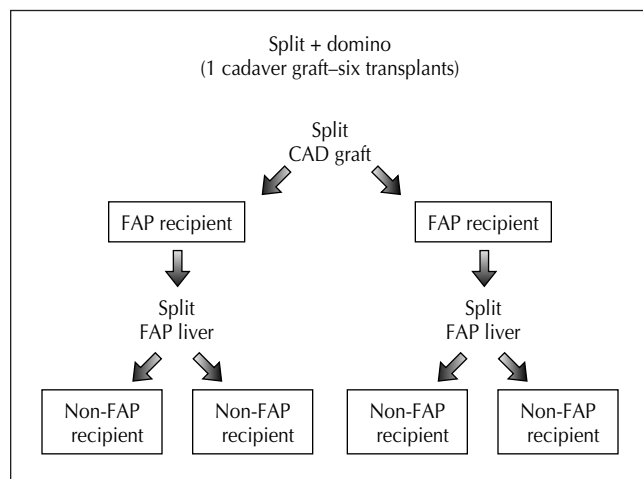 Split + domino
(1 cadaver graft–six transplants)
Split
CAD graft
FAP recipient
FAP recipient
Split
FAP liver
Split
FAP liver
Non-FAP
recipient
Non-FAP
recipient
Non-FAP
recipient
Non-FAP
recipient